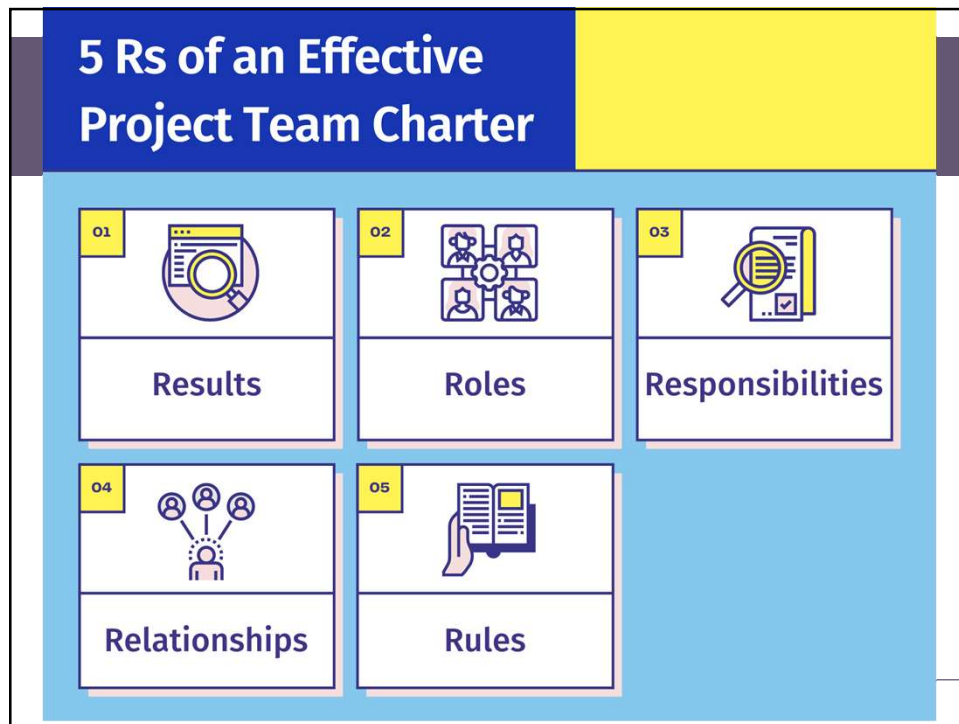 5 Rs of an Effective
Project Team Charter
01
Results
02
Roles
03
Responsibilities
04
Relationships
05
Rules